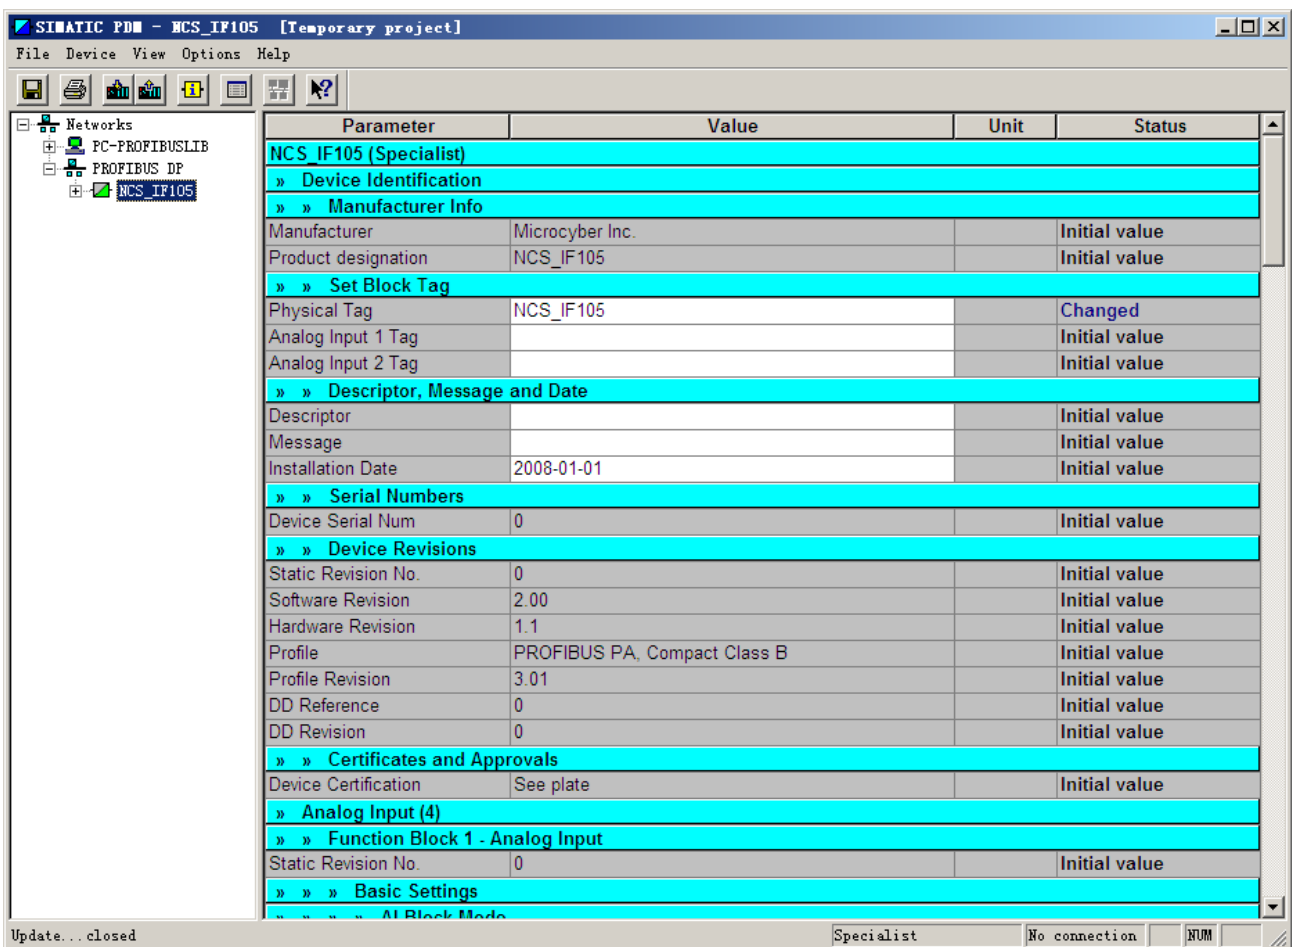 SIMATIC PDM - NCS_IF105 [Temporary project]
File Device View Options Help
Networks
PC-PROFIBUSLIB
PROFIBUS DP
NCS_IF105
Parameter Value Unit Status
NCS_IF105 (Specialist)
» Device Identification
» » Manufacturer Info
Manufacturer Microcyber Inc. Initial value
Product designation NCS_IF105 Initial value
» » Set Block Tag
Physical Tag NCS_IF105 Changed
Analog Input 1 Tag Initial value
Analog Input 2 Tag Initial value
» » Descriptor, Message and Date
Descriptor Initial value
Message Initial value
Installation Date 2008-01-01 Initial value
» » Serial Numbers
Device Serial Num 0 Initial value
» » Device Revisions
Static Revision No. 0 Initial value
Software Revision 2.00 Initial value
Hardware Revision 1.1 Initial value
Profile PROFIBUS PA, Compact Class B Initial value
Profile Revision 3.01 Initial value
DD Reference 0 Initial value
DD Revision 0 Initial value
» » Certificates and Approvals
Device Certification See plate Initial value
» Analog Input (4)
» » Function Block 1 - Analog Input
Static Revision No. 0 Initial value
» » » Basic Settings
» » » » AI Block Mode
Update...closed Specialist No connection NUM